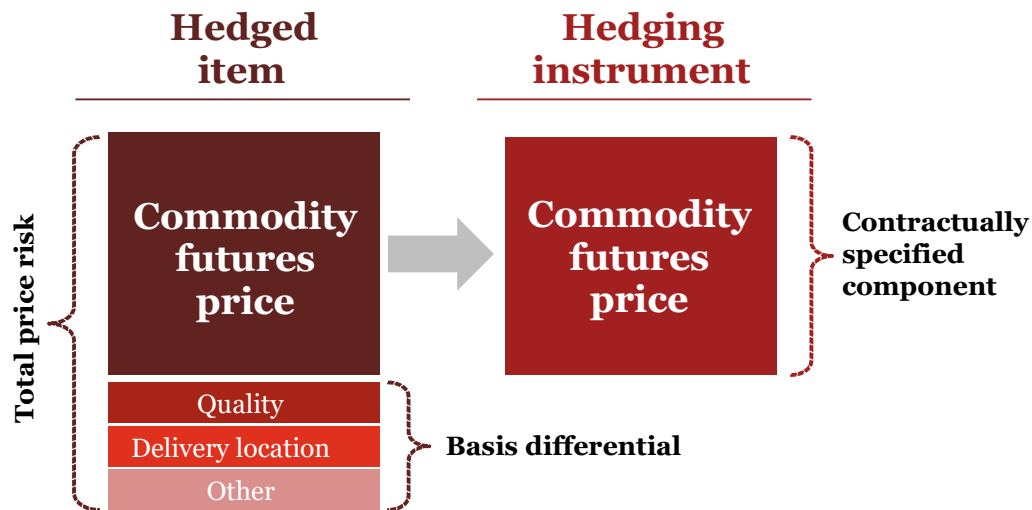 Hedged
item
Hedging
instrument
Total price risk
Commodity
futures
price
Commodity
futures
price
Contractually
specified
component
Quality
Delivery location
Other
Basis differential